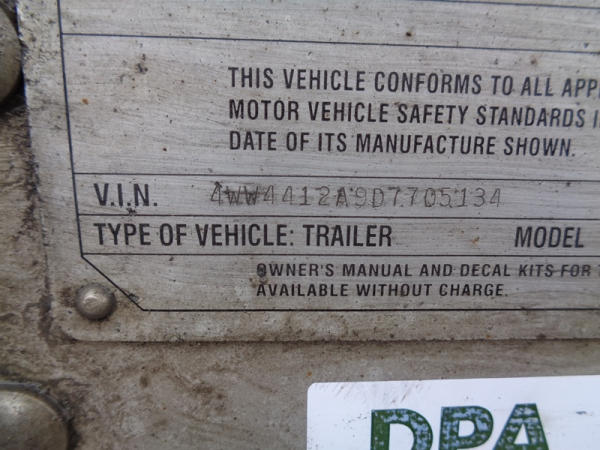 THIS VEHICLE CONFORMS TO ALL APP
MOTOR VEHICLE SAFETY STANDARDS I
DATE OF ITS MANUFACTURE SHOWN.
V.I.N. 4WW4412A9D7705134
TYPE OF VEHICLE: TRAILER MODEL
OWNER'S MANUAL AND DECAL KITS FOR
AVAILABLE WITHOUT CHARGE.
DPA